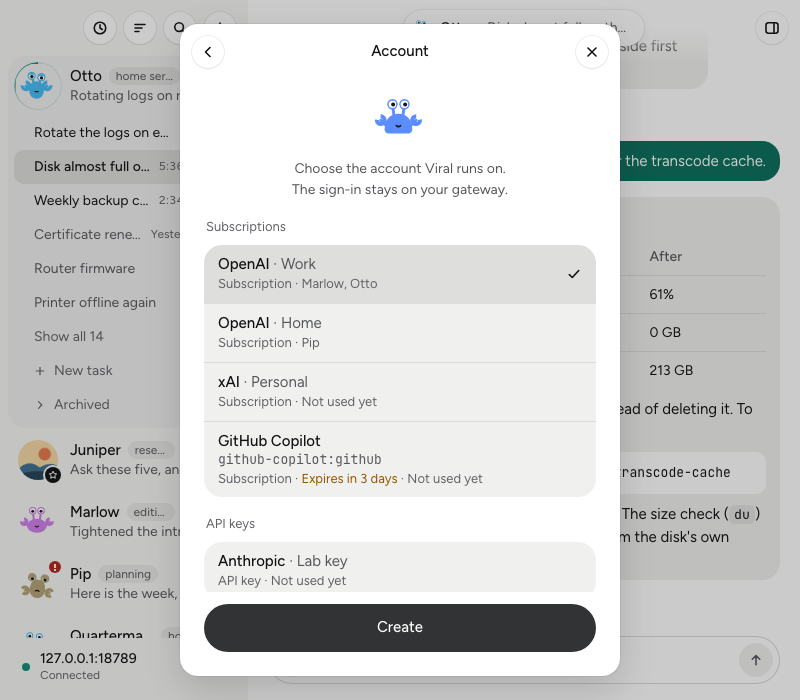 Otto home ser...
Rotating logs on r
Rotate the logs on e...
Disk almost full o... 5:36
Weekly backup c... 2:34
Certificate rene... Yeste
Router firmware
Printer offline again
Show all 14
+ New task
Archived
Juniper rese...
Ask these five, an
Marlow editi...
Tightened the intr
Pip planning
Here is the week,
Quarterma
127.0.0.1:18789
Connected
Account
Choose the account Viral runs on.
The sign-in stays on your gateway.
Subscriptions
OpenAI · Work
Subscription · Marlow, Otto
OpenAI · Home
Subscription · Pip
xAI · Personal
Subscription · Not used yet
GitHub Copilot
github-copilot:github
Subscription · Expires in 3 days · Not used yet
API keys
Anthropic · Lab key
API key · Not used yet
Create
side first
the transcode cache.
After
61%
0 GB
213 GB
ead of deleting it. To
transcode-cache
The size check (du)
m the disk's own